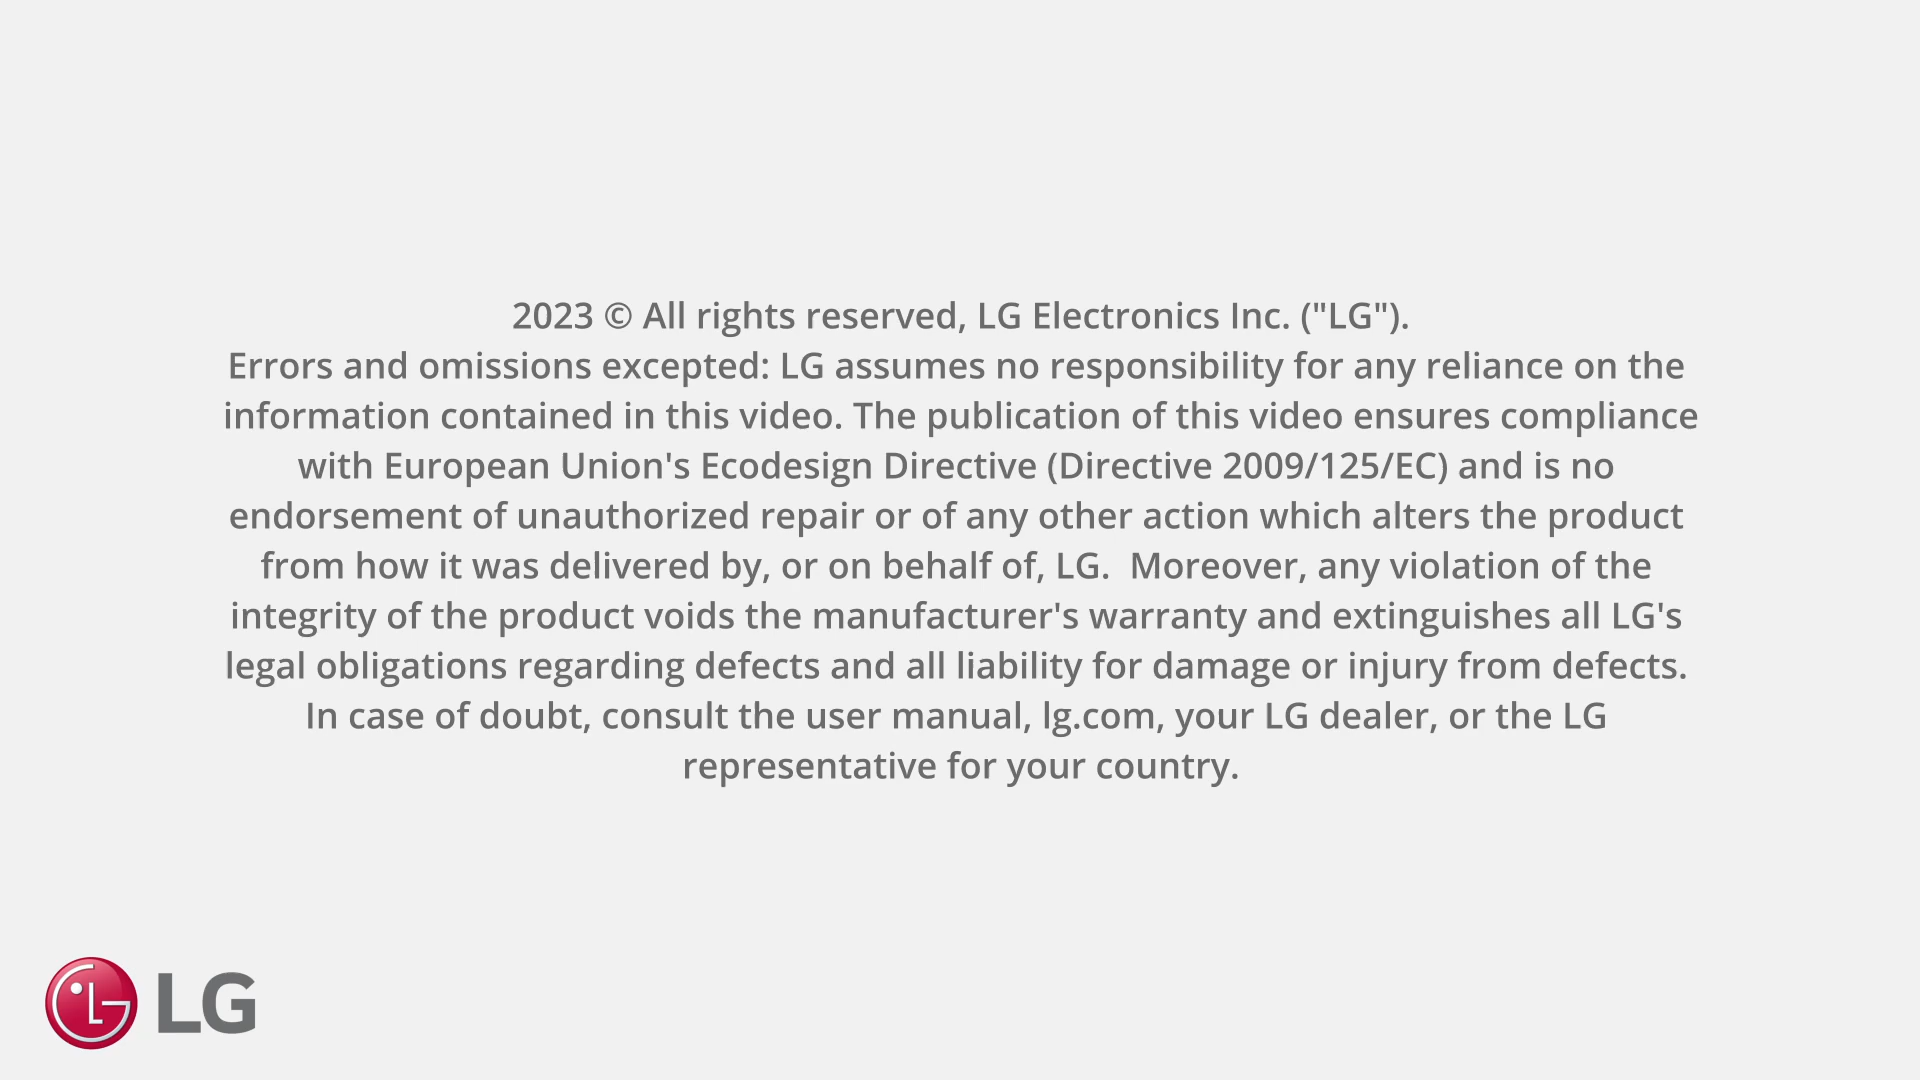 2023 © All rights reserved, LG Electronics Inc. ("LG").
Errors and omissions excepted: LG assumes no responsibility for any reliance on the
information contained in this video. The publication of this video ensures compliance
with European Union's Ecodesign Directive (Directive 2009/125/EC) and is no
endorsement of unauthorized repair or of any other action which alters the product
from how it was delivered by, or on behalf of, LG.  Moreover, any violation of the
integrity of the product voids the manufacturer's warranty and extinguishes all LG's
legal obligations regarding defects and all liability for damage or injury from defects.
In case of doubt, consult the user manual, lg.com, your LG dealer, or the LG
representative for your country.
LG